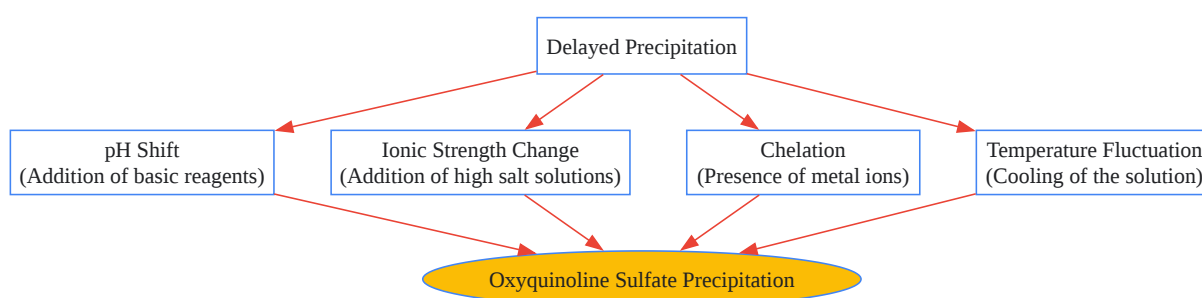 Delayed Precipitation
pH Shift
(Addition of basic reagents)
Ionic Strength Change
(Addition of high salt solutions)
Chelation
(Presence of metal ions)
Temperature Fluctuation
(Cooling of the solution)
Oxyquinoline Sulfate Precipitation